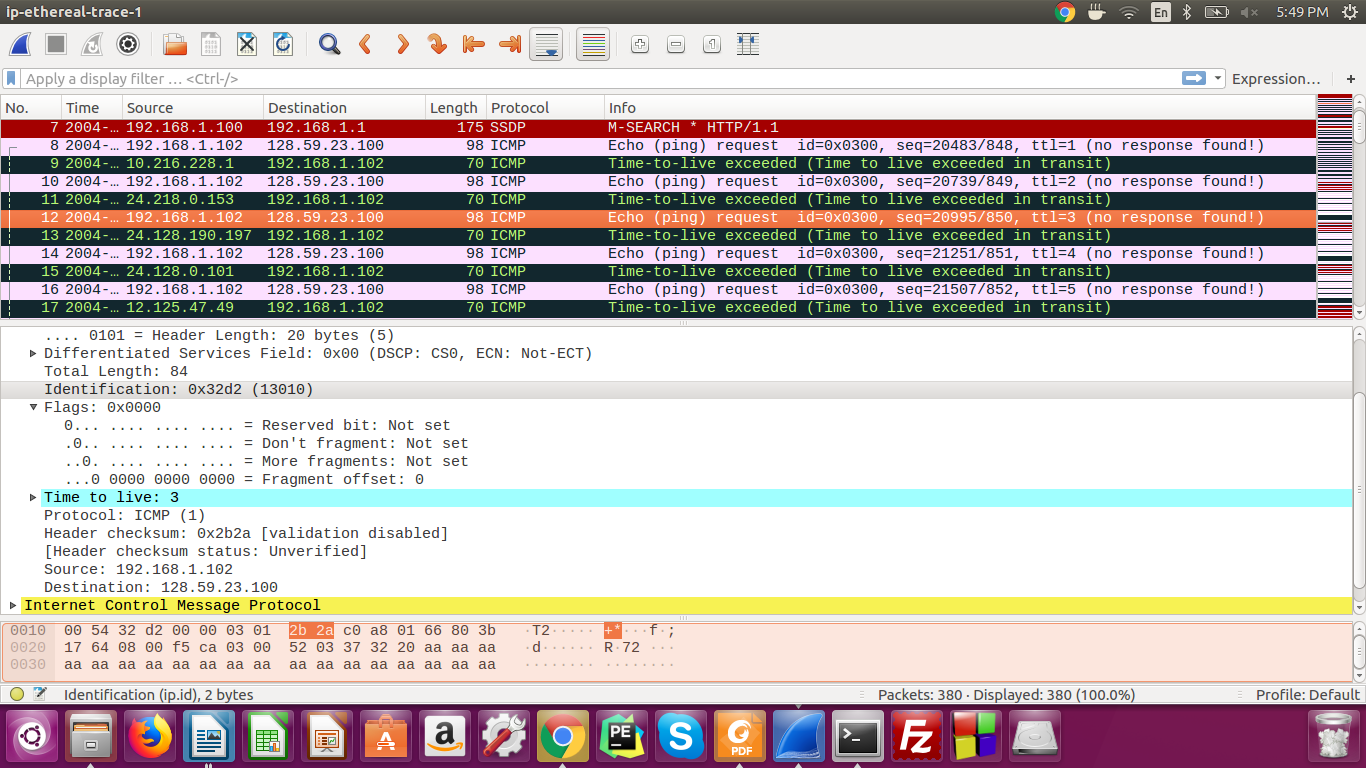 ip-ethereal-trace-1 En 5:49 PM
Apply a display filter … <Ctrl-/> Expression… +
No. Time Source Destination Length Protocol Info
7 2004-… 192.168.1.100 192.168.1.1 175 SSDP M-SEARCH * HTTP/1.1
8 2004-… 192.168.1.102 128.59.23.100 98 ICMP Echo (ping) request id=0x0300, seq=20483/848, ttl=1 (no response found!)
9 2004-… 10.216.228.1 192.168.1.102 70 ICMP Time-to-live exceeded (Time to live exceeded in transit)
10 2004-… 192.168.1.102 128.59.23.100 98 ICMP Echo (ping) request id=0x0300, seq=20739/849, ttl=2 (no response found!)
11 2004-… 24.218.0.153 192.168.1.102 70 ICMP Time-to-live exceeded (Time to live exceeded in transit)
12 2004-… 192.168.1.102 128.59.23.100 98 ICMP Echo (ping) request id=0x0300, seq=20995/850, ttl=3 (no response found!)
13 2004-… 24.128.190.197 192.168.1.102 70 ICMP Time-to-live exceeded (Time to live exceeded in transit)
14 2004-… 192.168.1.102 128.59.23.100 98 ICMP Echo (ping) request id=0x0300, seq=21251/851, ttl=4 (no response found!)
15 2004-… 24.128.0.101 192.168.1.102 70 ICMP Time-to-live exceeded (Time to live exceeded in transit)
16 2004-… 192.168.1.102 128.59.23.100 98 ICMP Echo (ping) request id=0x0300, seq=21507/852, ttl=5 (no response found!)
17 2004-… 12.125.47.49 192.168.1.102 70 ICMP Time-to-live exceeded (Time to live exceeded in transit)
.... 0101 = Header Length: 20 bytes (5)
Differentiated Services Field: 0x00 (DSCP: CS0, ECN: Not-ECT)
Total Length: 84
Identification: 0x32d2 (13010)
Flags: 0x0000
0... .... .... .... = Reserved bit: Not set
.0.. .... .... .... = Don't fragment: Not set
..0. .... .... .... = More fragments: Not set
...0 0000 0000 0000 = Fragment offset: 0
Time to live: 3
Protocol: ICMP (1)
Header checksum: 0x2b2a [validation disabled]
[Header checksum status: Unverified]
Source: 192.168.1.102
Destination: 128.59.23.100
Internet Control Message Protocol
0010 00 54 32 d2 00 00 03 01 2b 2a c0 a8 01 66 80 3b ·T2····· +*···f·;
0020 17 64 08 00 f5 ca 03 00 52 03 37 32 20 aa aa aa ·d······ R·72 ···
0030 aa aa aa aa aa aa aa aa aa aa aa aa aa aa aa aa ········ ········
Identification (ip.id), 2 bytes Packets: 380 · Displayed: 380 (100.0%) Profile: Default
A a PE S PDF >_ FZ